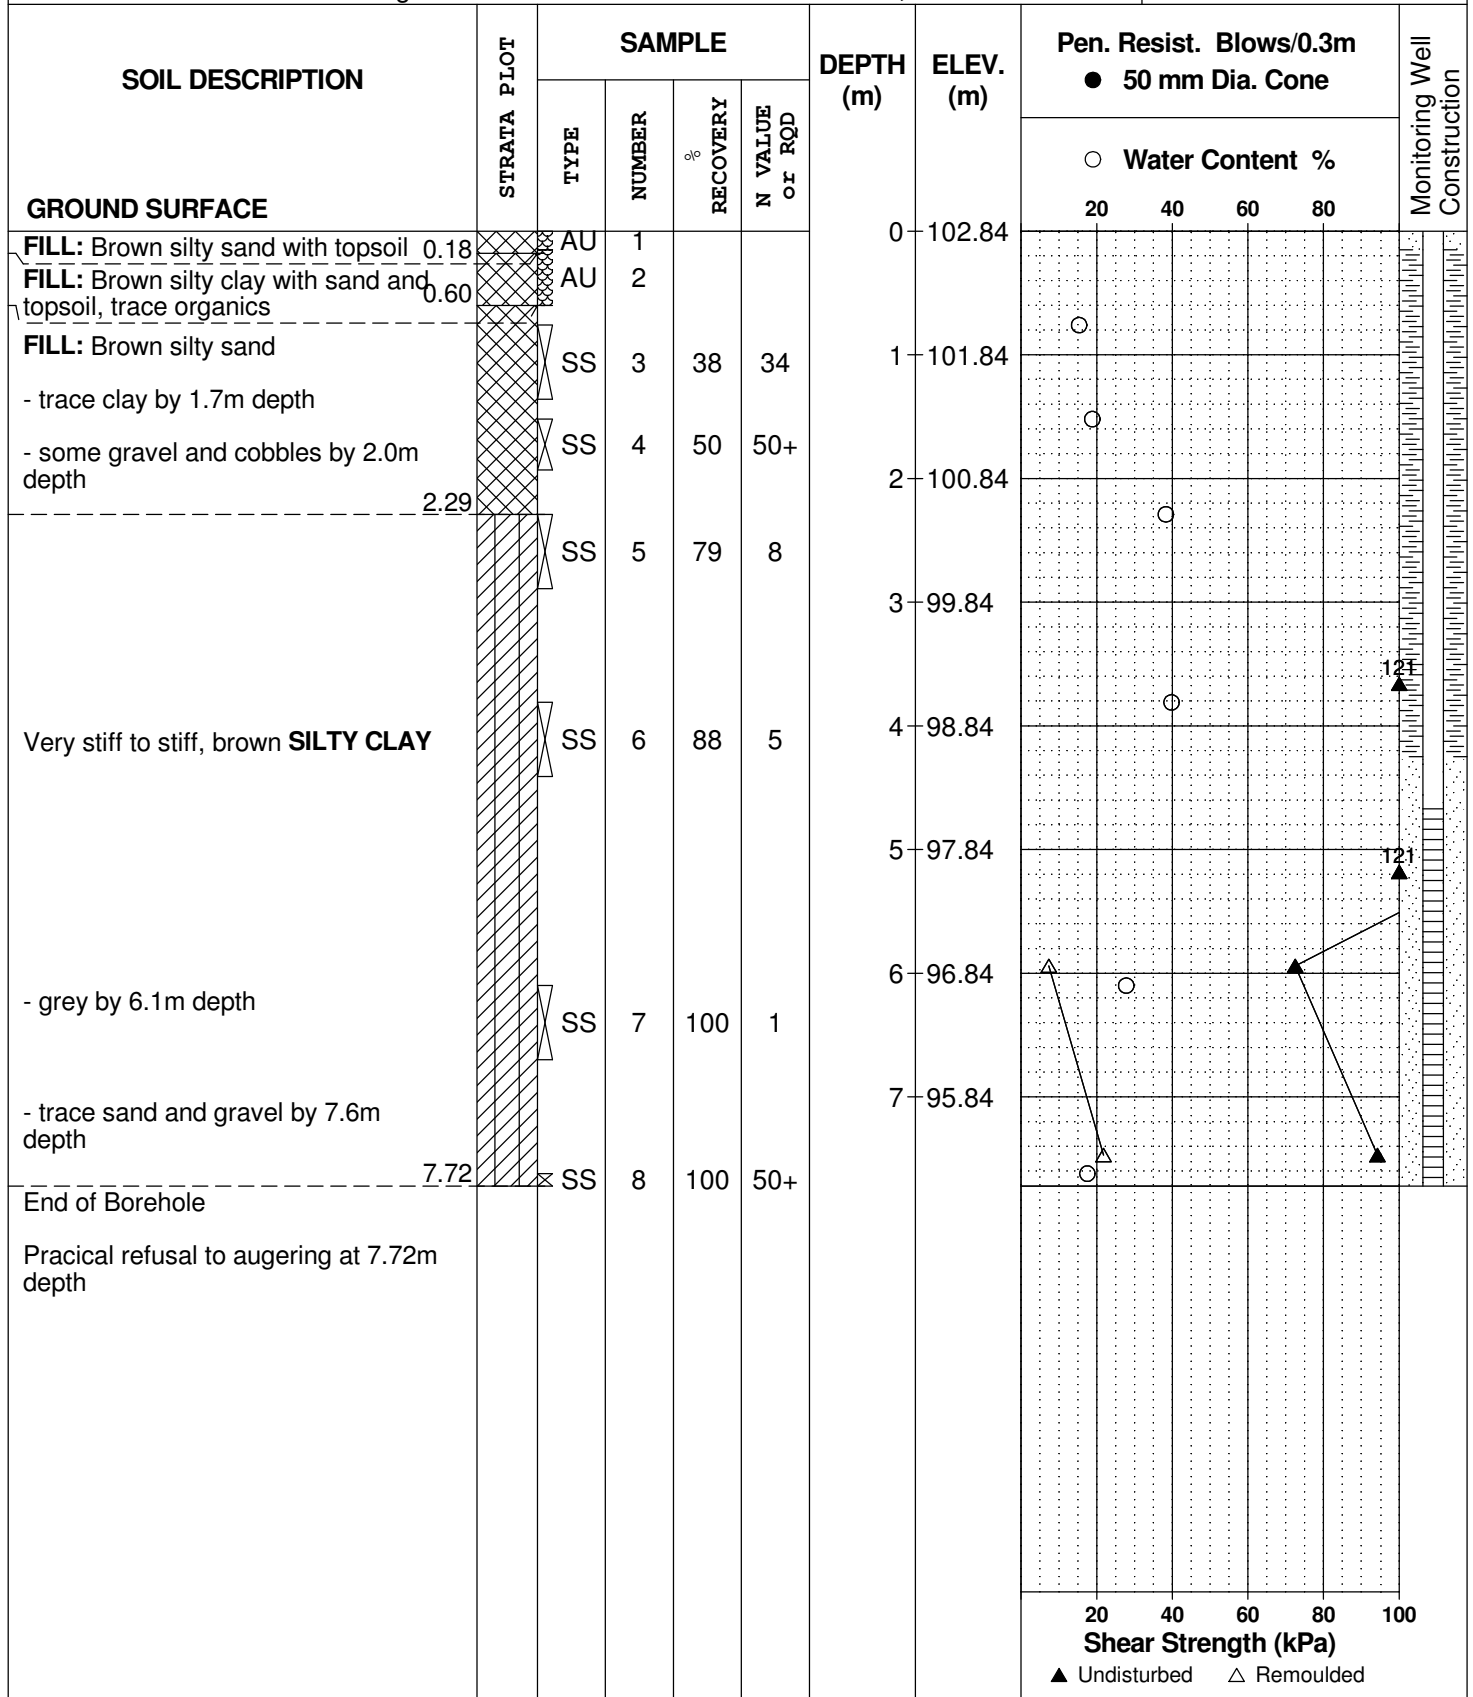 SOIL DESCRIPTION
GROUND SURFACE
STRATA PLOT
SAMPLE
TYPE
NUMBER
%
RECOVERY
N VALUE
or RQD
DEPTH
(m)
ELEV.
(m)
Pen. Resist. Blows/0.3m
● 50 mm Dia. Cone
○ Water Content %
20 40 60 80
Monitoring Well
Construction
0 102.84
FILL: Brown silty sand with topsoil 0.18
AU 1
FILL: Brown silty clay with sand and
topsoil, trace organics
0.60
AU 2
FILL: Brown silty sand
SS 3 38 34
1 101.84
- trace clay by 1.7m depth
- some gravel and cobbles by 2.0m
depth
SS 4 50 50+
2 100.84
2.29
SS 5 79 8
3 99.84
121
4 98.84
Very stiff to stiff, brown SILTY CLAY
SS 6 88 5
5 97.84
121
6 96.84
- grey by 6.1m depth
SS 7 100 1
7 95.84
- trace sand and gravel by 7.6m
depth
7.72
SS 8 100 50+
End of Borehole
Pracical refusal to augering at 7.72m
depth
20 40 60 80 100
Shear Strength (kPa)
▲ Undisturbed △ Remoulded